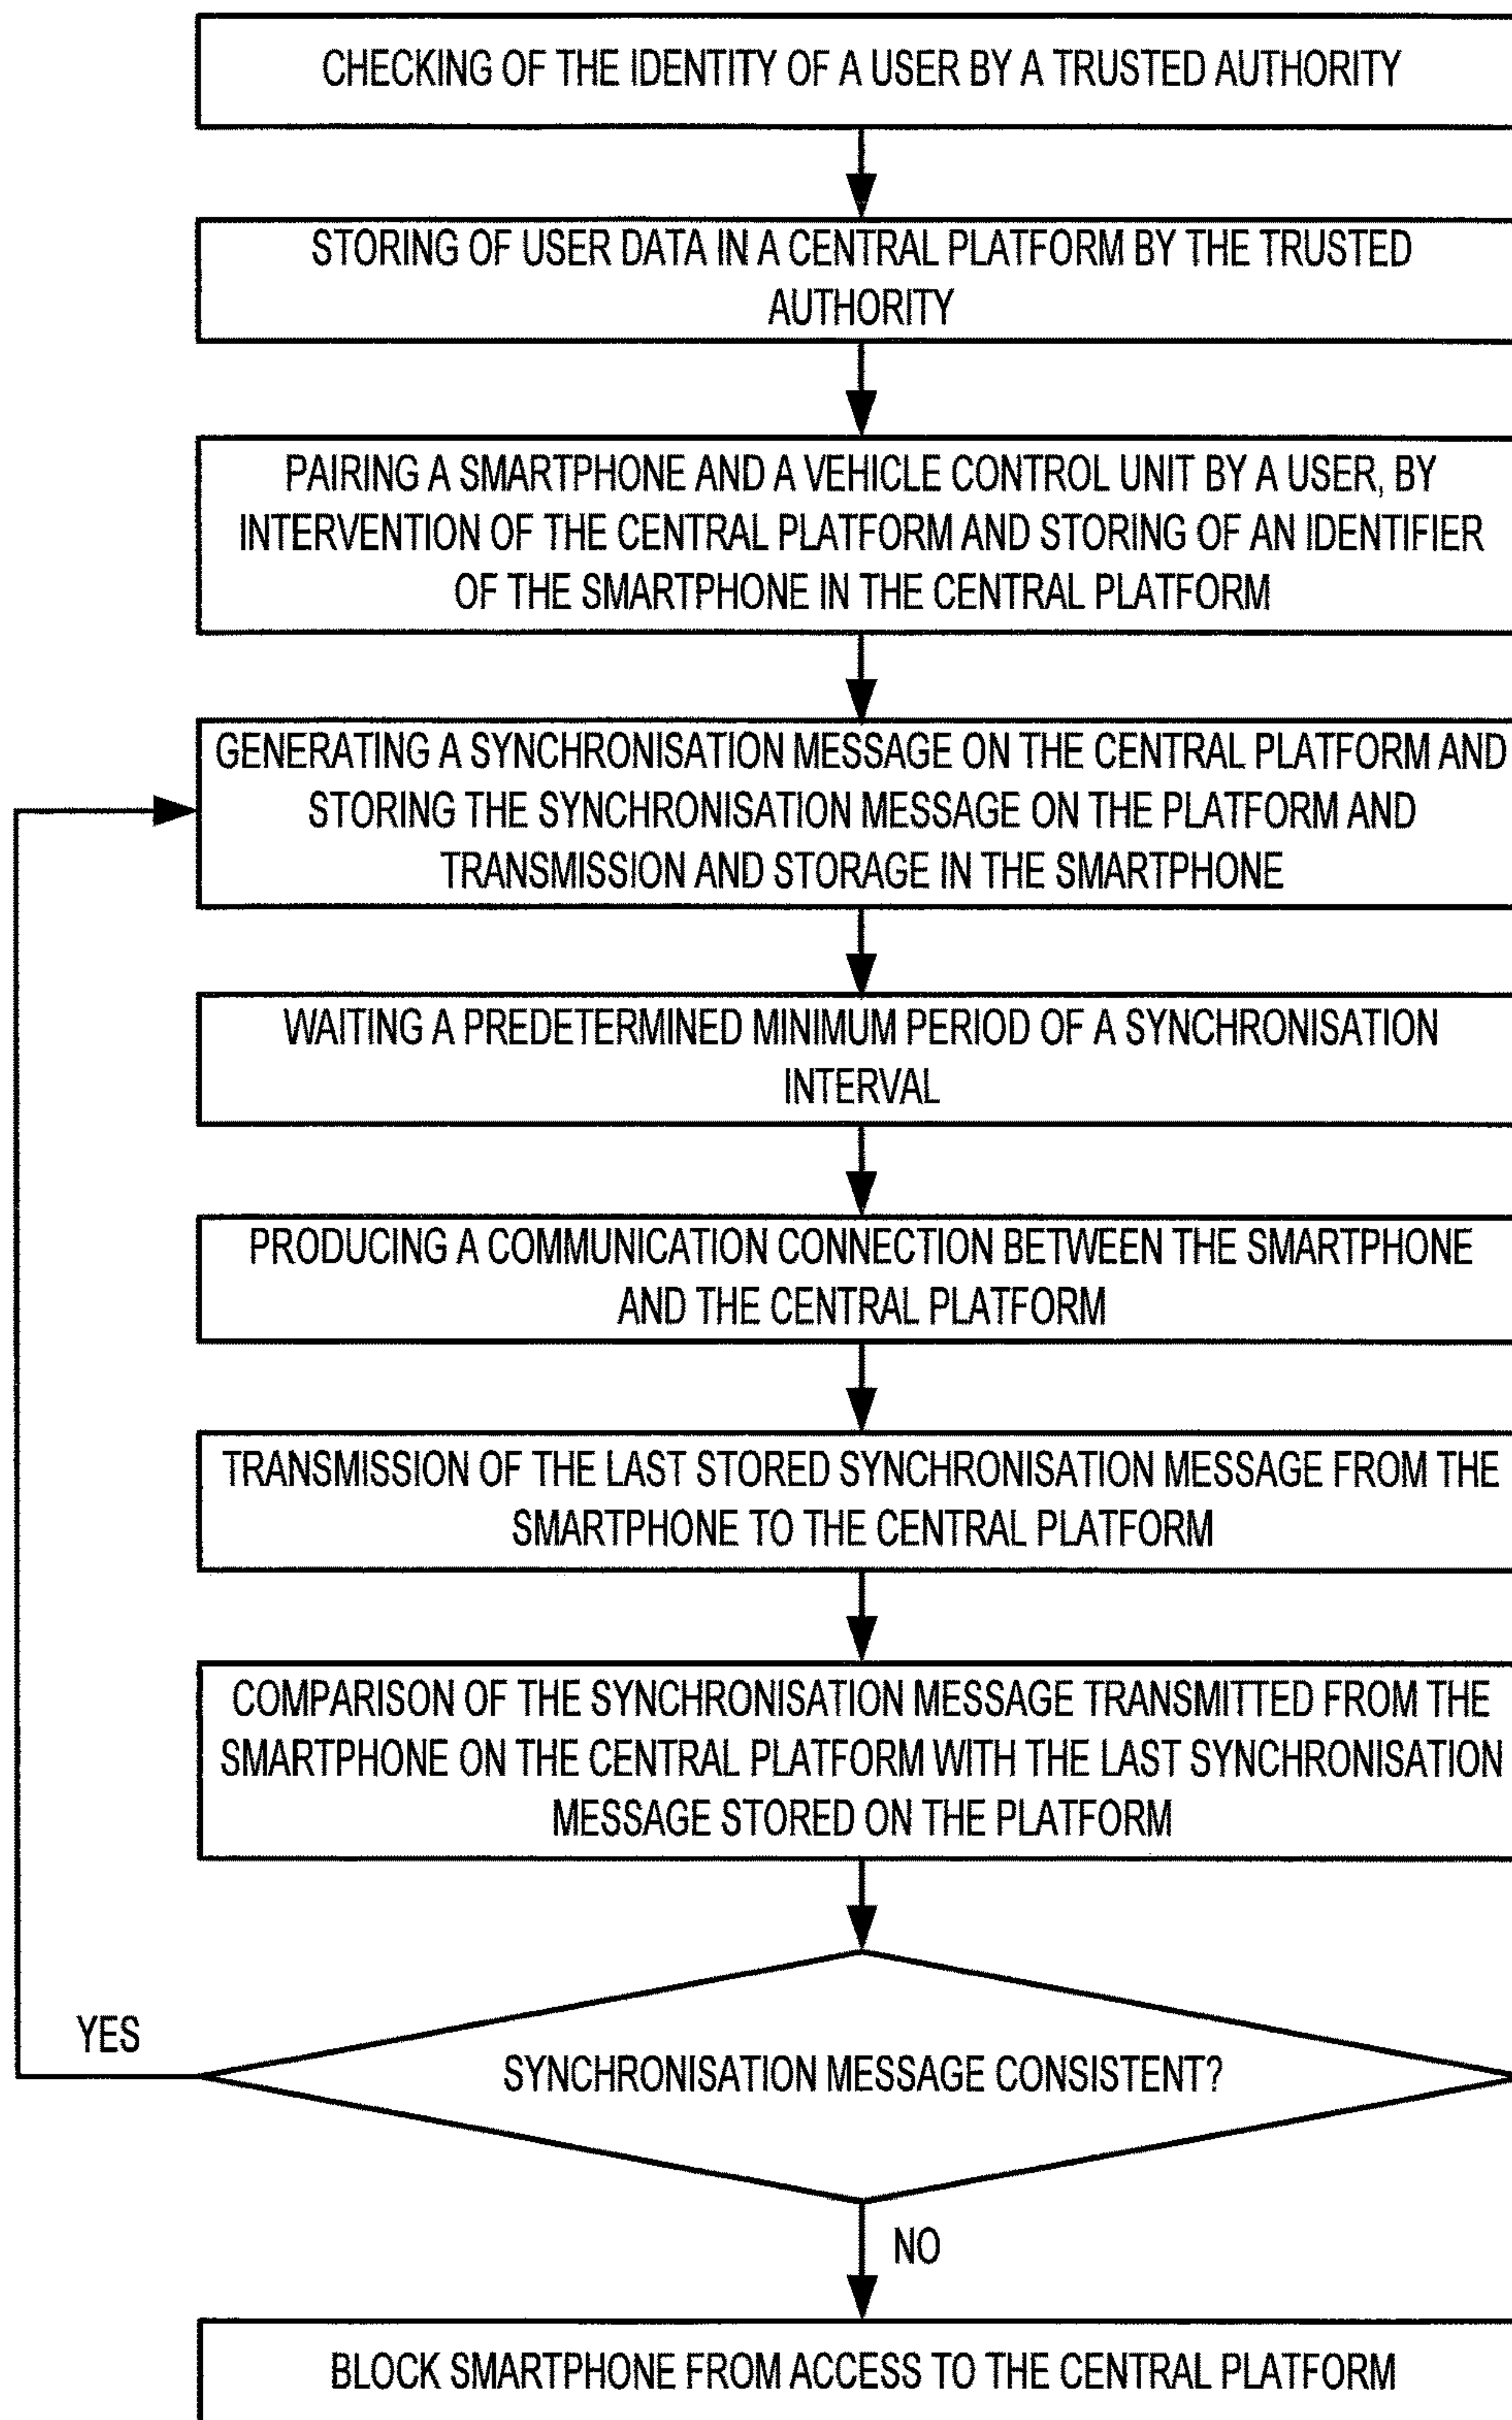 CHECKING OF THE IDENTITY OF A USER BY A TRUSTED AUTHORITY
STORING OF USER DATA IN A CENTRAL PLATFORM BY THE TRUSTED
AUTHORITY
PAIRING A SMARTPHONE AND A VEHICLE CONTROL UNIT BY A USER, BY
INTERVENTION OF THE CENTRAL PLATFORM AND STORING OF AN IDENTIFIER
OF THE SMARTPHONE IN THE CENTRAL PLATFORM
GENERATING A SYNCHRONISATION MESSAGE ON THE CENTRAL PLATFORM AND
STORING THE SYNCHRONISATION MESSAGE ON THE PLATFORM AND
TRANSMISSION AND STORAGE IN THE SMARTPHONE
WAITING A PREDETERMINED MINIMUM PERIOD OF A SYNCHRONISATION
INTERVAL
PRODUCING A COMMUNICATION CONNECTION BETWEEN THE SMARTPHONE
AND THE CENTRAL PLATFORM
TRANSMISSION OF THE LAST STORED SYNCHRONISATION MESSAGE FROM THE
SMARTPHONE TO THE CENTRAL PLATFORM
COMPARISON OF THE SYNCHRONISATION MESSAGE TRANSMITTED FROM THE
SMARTPHONE ON THE CENTRAL PLATFORM WITH THE LAST SYNCHRONISATION
MESSAGE STORED ON THE PLATFORM
YES
SYNCHRONISATION MESSAGE CONSISTENT?
NO
BLOCK SMARTPHONE FROM ACCESS TO THE CENTRAL PLATFORM